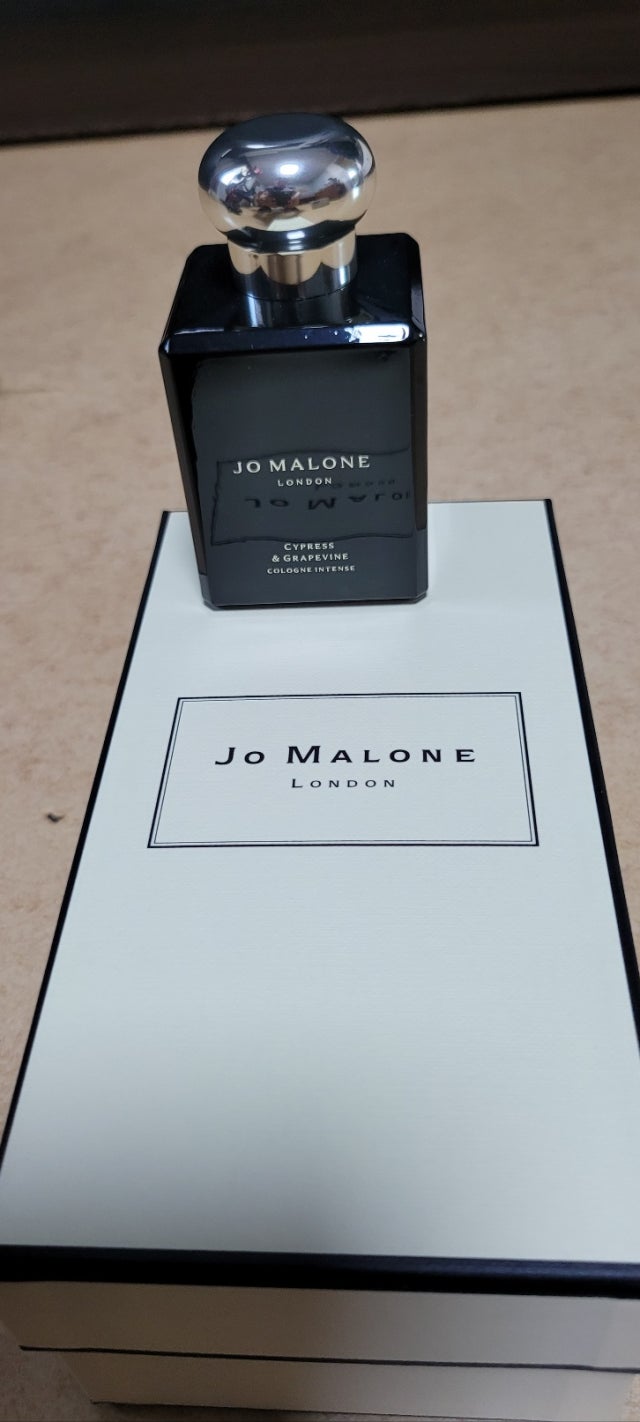 JO MALONE
LONDON
CYPRESS
& GRAPEVINE
COLOGNE INTENSE
JO MALONE
LONDON